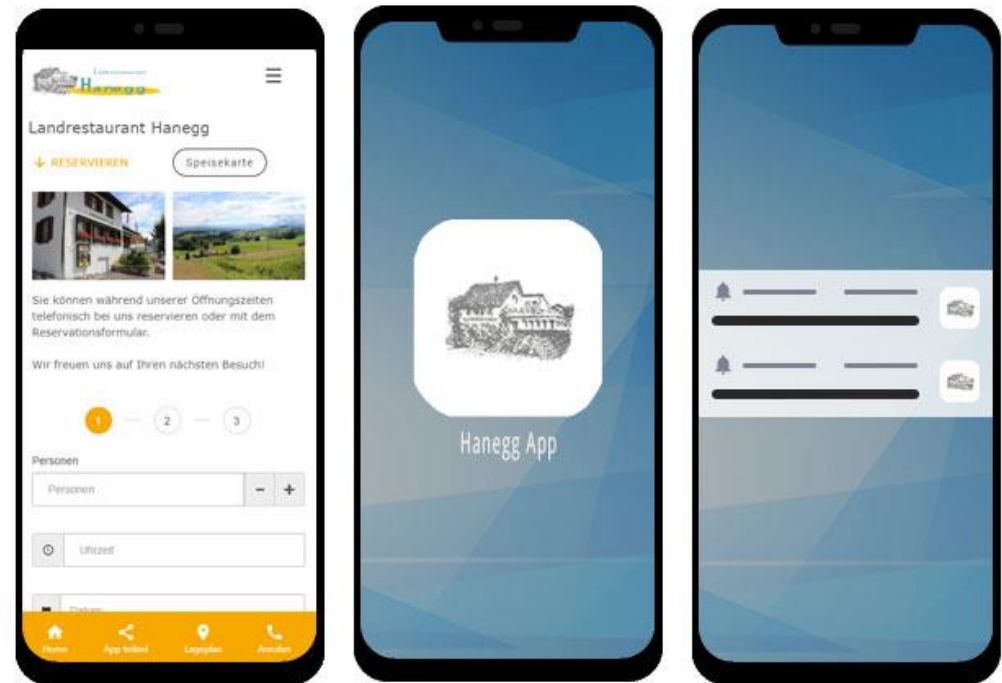 Landrestaurant
Hanegg
Landrestaurant Hanegg
RESERVIEREN
Speisekarte
Sie können während unserer Öffnungszeiten
telefonisch bei uns reservieren oder mit dem
Reservationsformular.
Wir freuen uns auf Ihren nächsten Besuch!
1 2 3
Personen
Personen
Uhrzeit
Datum
Home App teilen! Lageplan Anrufen
Hanegg App